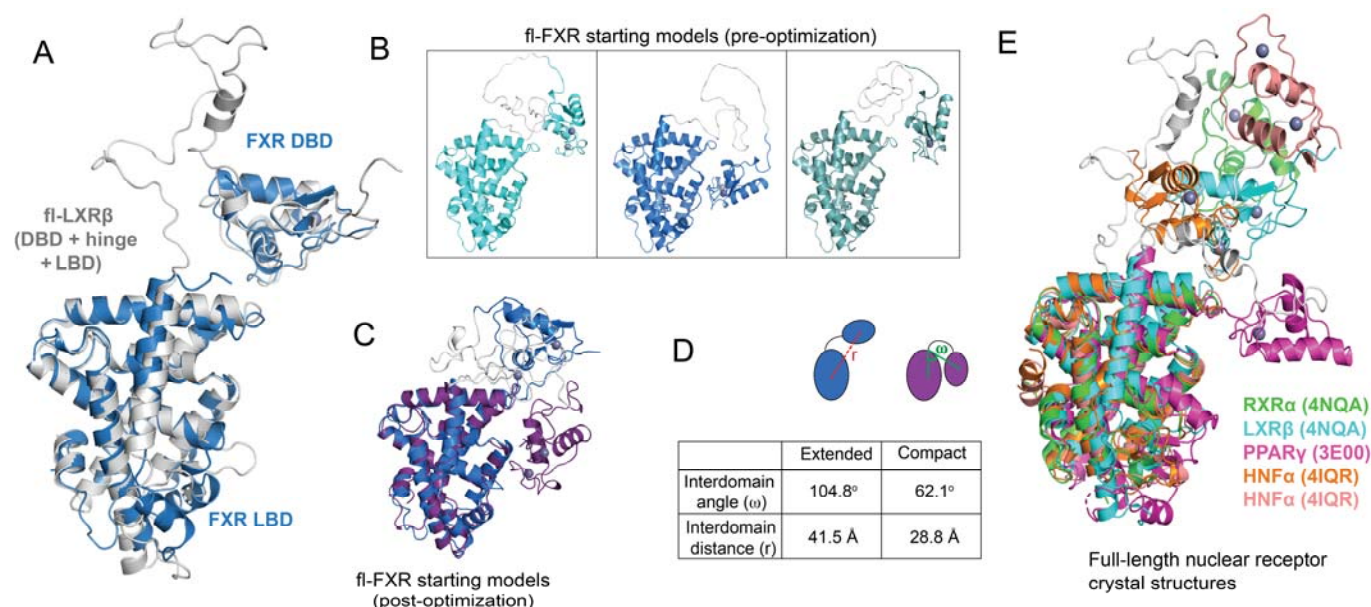 A
FXR DBD
fl-LXRβ
(DBD + hinge
+ LBD)
FXR LBD
B
fl-FXR starting models (pre-optimization)
C
fl-FXR starting models
(post-optimization)
D
r
ω
Extended Compact
Interdomain
angle (ω) 104.8° 62.1°
Interdomain
distance (r) 41.5 Å 28.8 Å
E
RXRα (4NQA)
LXRβ (4NQA)
PPARγ (3E00)
HNFα (4IQR)
HNFα (4IQR)
Full-length nuclear receptor
crystal structures